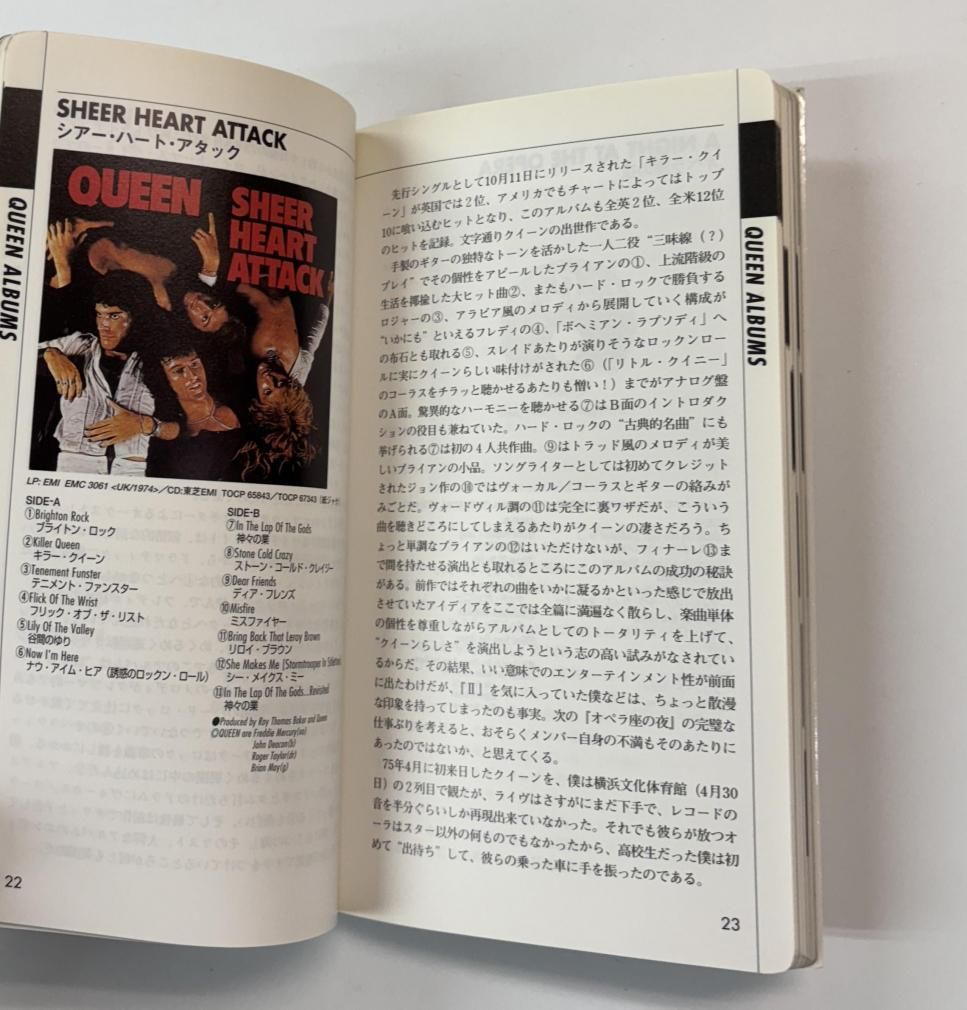 SHEER HEART ATTACK
シアー・ハート・アタック
QUEEN
SHEER
HEART
ATTACK
QUEEN ALBUMS
LP: EMI EMC 3061 <UK/1974>／CD:東芝EMI TOCP 65843／TOCP 67343
SIDE-A
①Brighton Rock
ブライトン・ロック
②Killer Queen
キラー・クイーン
③Tenement Funster
テニメント・ファンスター
④Flick Of The Wrist
フリック・オブ・ザ・リスト
⑤Lily Of The Valley
谷間のゆり
⑥Now I'm Here
ナウ・アイム・ヒア（誘惑のロックン・ロール）
SIDE-B
⑦In The Lap Of The Gods
神々の業
⑧Stone Cold Crazy
ストーン・コールド・クレイジー
⑨Dear Friends
ディア・フレンズ
⑩Misfire
ミスファイヤー
⑪Bring Back That Leroy Brown
リロイ・ブラウン
⑫She Makes Me (Stormtrooper In
シー・メイクス・ミー
⑬In The Lap Of The Gods...Revisited
神々の業
●Produced by Roy Thomas Baker and Queen
◎QUEEN are Freddie Mercury(vo)
John Deacon(b)
Roger Taylor(dr)
Brian May(g)
22
先行シングルとして10月11日にリリースされた「キラー・クイ
ーン」が英国では2位、アメリカでもチャートによってはトップ
10に喰い込むヒットとなり、このアルバムも全英2位、全米12位
のヒットを記録。文字通りクイーンの出世作である。
手製のギターの独特なトーンを活かした一人二役“三味線（？）
プレイ”でその個性をアピールしたブライアンの①、上流階級の
生活を揶揄した大ヒット曲②、またもハード・ロックで勝負する
ロジャーの③、アラビア風のメロディから展開していく構成が
“いかにも”といえるフレディの④、「ボヘミアン・ラプソディ」へ
の布石とも取れる⑤、スレイドあたりが演りそうなロックンロー
ルに実にクイーンらしい味付けがされた⑥（「リトル・クイニー」
のコーラスをチラッと聴かせるあたりも憎い！）までがアナログ盤
のA面。驚異的なハーモニーを聴かせる⑦はB面のイントロダク
ションの役目も兼ねていた。ハード・ロックの“古典的名曲”にも
挙げられる⑦は初の4人共作曲。⑨はトラッド風のメロディが美
しいブライアンの小品。ソングライターとしては初めてクレジット
されたジョン作の⑩ではヴォーカル／コーラスとギターの絡みが
みごとだ。ヴォードヴィル調の⑪は完全に裏ワザだが、こういう
曲を聴きどころにしてしまえるあたりがクイーンの凄さだろう。ち
ょっと単調なブライアンの⑫はいただけないが、フィナーレ⑬ま
で間を持たせる演出とも取れるところにこのアルバムの成功の秘訣
がある。前作ではそれぞれの曲をいかに凝るかといった感じで放出
させていたアイディアをここでは全篇に満遍なく散らし、楽曲単体
の個性を尊重しながらアルバムとしてのトータリティを上げて、
“クイーンらしさ”を演出しようという志の高い試みがなされてい
るからだ。その結果、いい意味でのエンターテインメント性が前面
に出たわけだが、『Ⅱ』を気に入っていた僕などは、ちょっと散漫
な印象を持ってしまったのも事実。次の『オペラ座の夜』の完璧な
仕事ぶりを考えると、おそらくメンバー自身の不満もそのあたりに
あったのではないか、と思えてくる。
75年4月に初来日したクイーンを、僕は横浜文化体育館（4月30
日）の2列目で観たが、ライヴはさすがにまだ下手で、レコードの
音を半分ぐらいしか再現出来ていなかった。それでも彼らが放つオ
ーラはスター以外の何ものでもなかったから、高校生だった僕は初
めて“出待ち”して、彼らの乗った車に手を振ったのである。
QUEEN ALBUMS
23